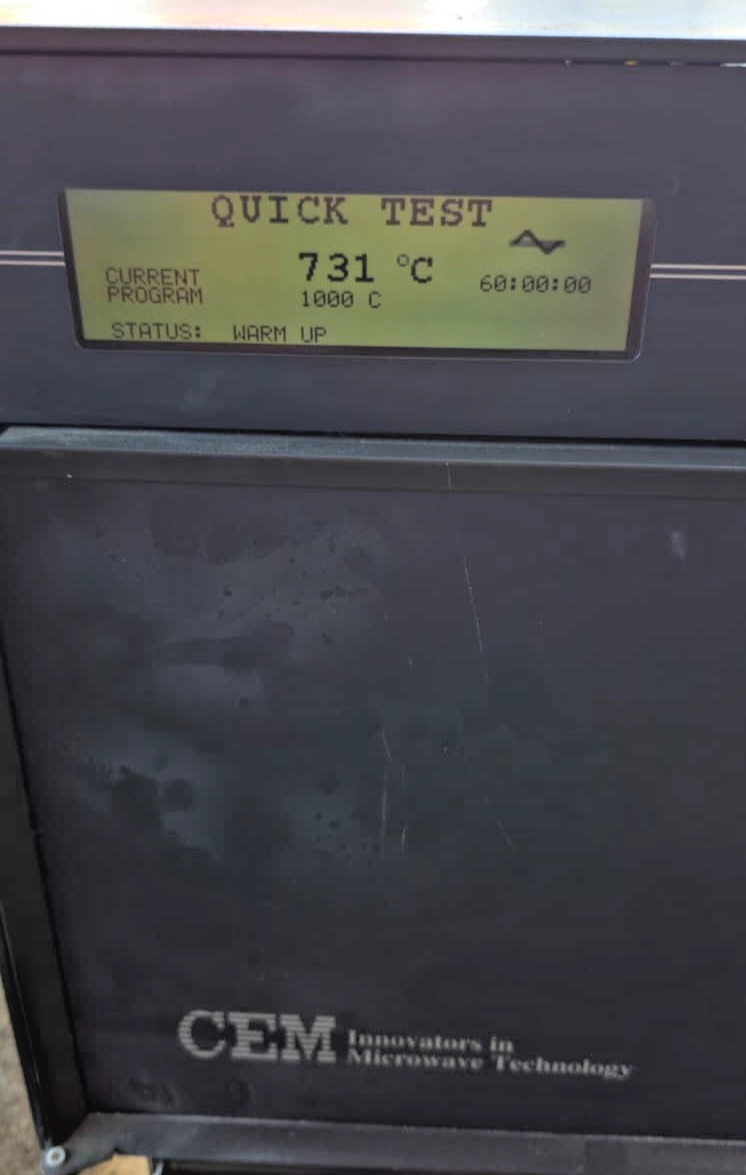 QUICK TEST
CURRENT 731 °C
PROGRAM 1000 C 60:00:00
STATUS: WARM UP
CEM Innovators in
Microwave Technology